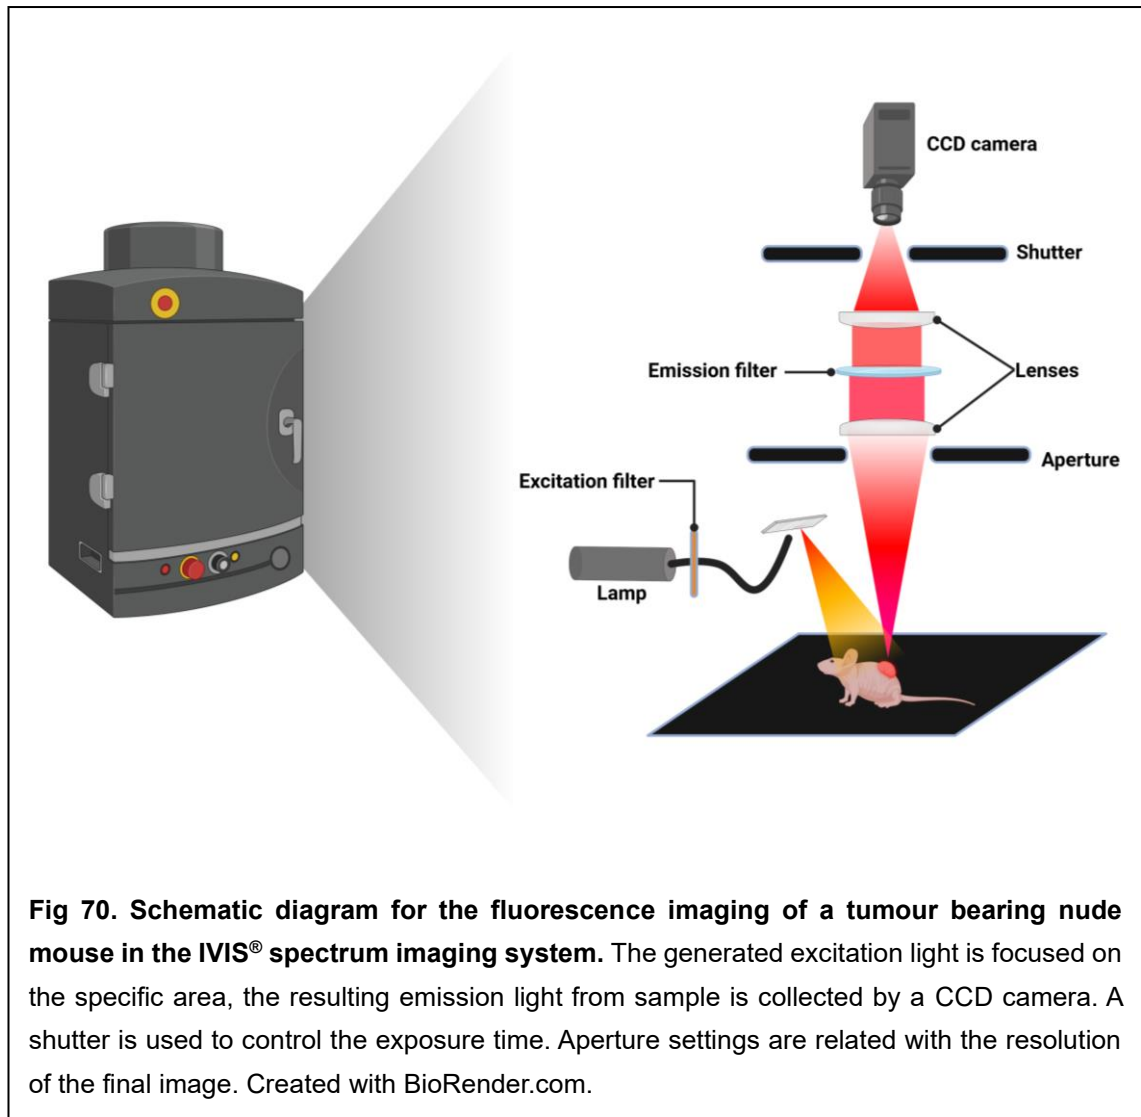 CCD camera
Shutter
Emission filter
Lenses
Aperture
Excitation filter
Lamp
Fig 70. Schematic diagram for the fluorescence imaging of a tumour bearing nude
mouse in the IVIS® spectrum imaging system. The generated excitation light is focused on
the specific area, the resulting emission light from sample is collected by a CCD camera. A
shutter is used to control the exposure time. Aperture settings are related with the resolution
of the final image. Created with BioRender.com.